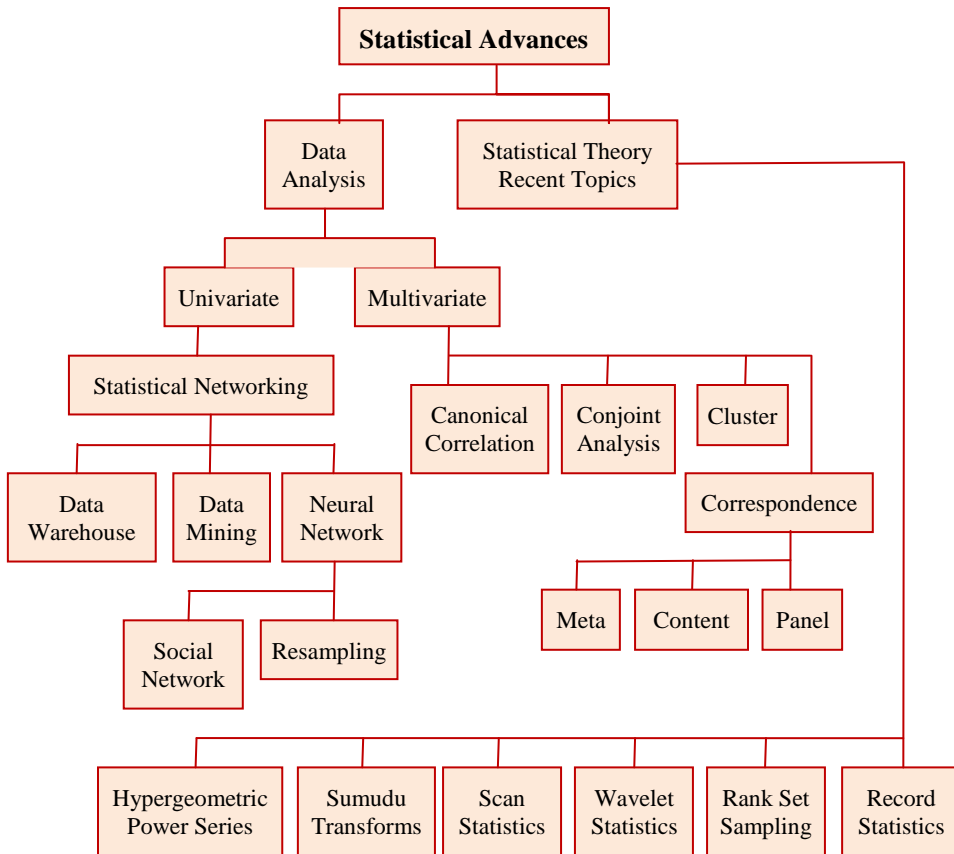 Statistical Advances
Data
Analysis
Statistical Theory
Recent Topics
Univariate
Multivariate
Statistical Networking
Canonical
Correlation
Conjoint
Analysis
Cluster
Data
Warehouse
Data
Mining
Neural
Network
Correspondence
Social
Network
Resampling
Meta
Content
Panel
Hypergeometric
Power Series
Sumudu
Transforms
Scan
Statistics
Wavelet
Statistics
Rank Set
Sampling
Record
Statistics